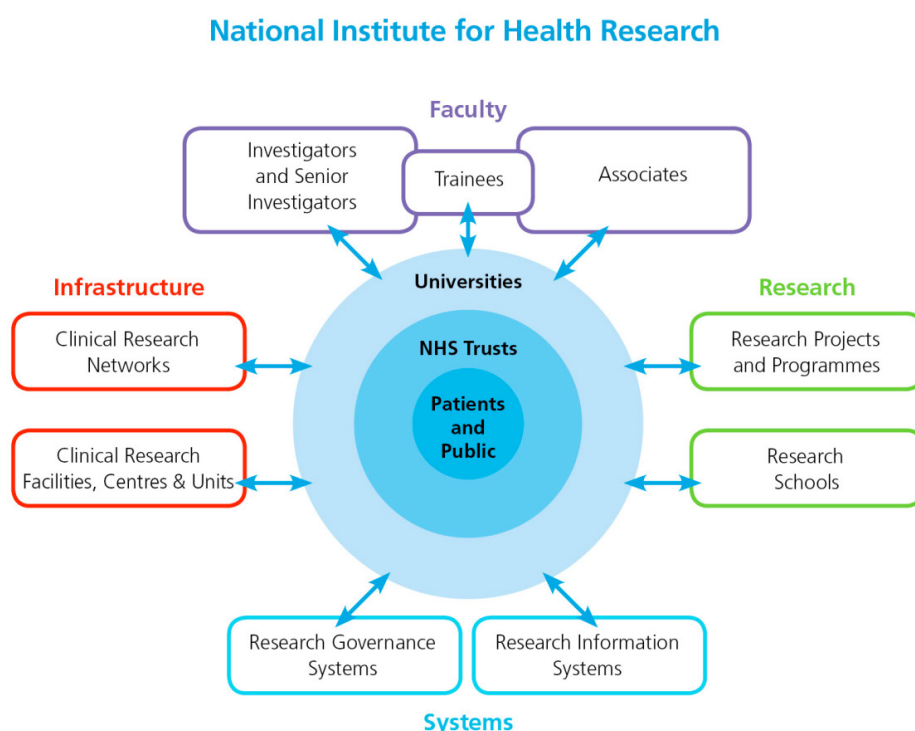 National Institute for Health Research
Faculty
Investigators
and Senior
Investigators
Trainees
Associates
Universities
Infrastructure
Research
Clinical Research
Networks
NHS Trusts
Research Projects
and Programmes
Patients
and
Public
Clinical Research
Facilities, Centres & Units
Research
Schools
Research Governance
Systems
Research Information
Systems
Systems